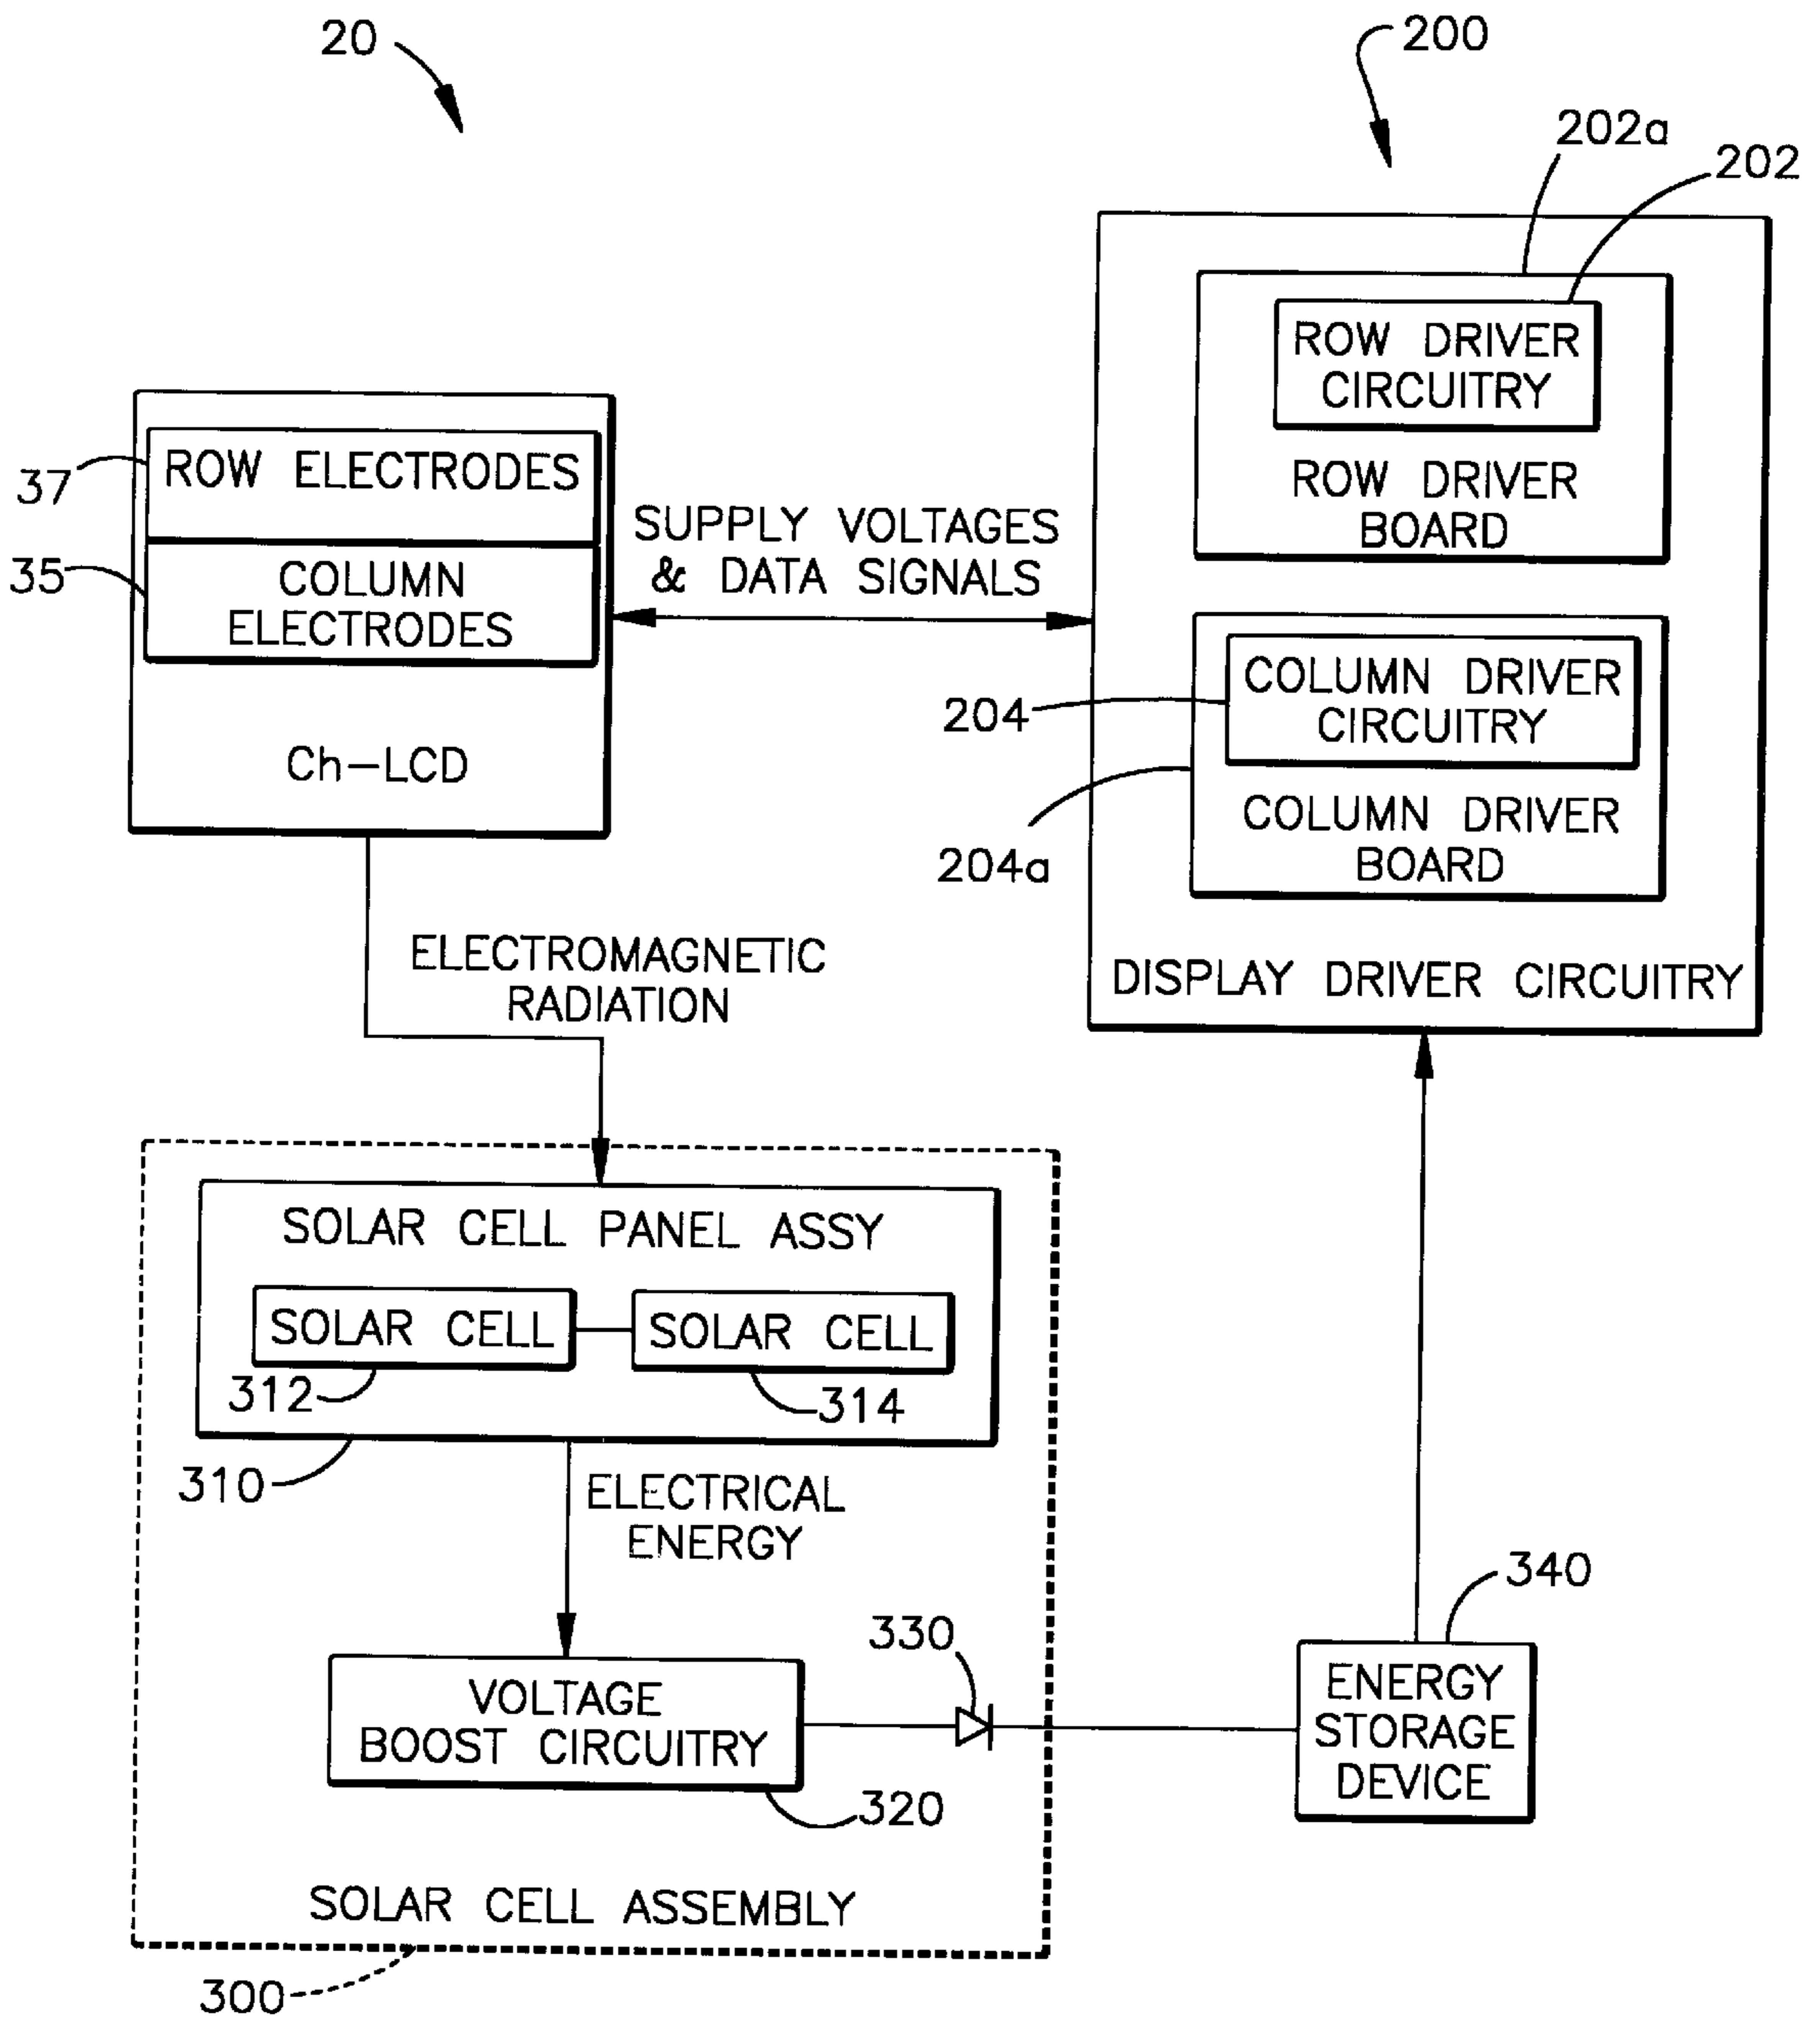 20
200
202a
202
ROW DRIVER
CIRCUITRY
ROW DRIVER
BOARD
37
ROW ELECTRODES
35
COLUMN
ELECTRODES
Ch-LCD
SUPPLY VOLTAGES
& DATA SIGNALS
204
COLUMN DRIVER
CIRCUITRY
204a
COLUMN DRIVER
BOARD
DISPLAY DRIVER CIRCUITRY
ELECTROMAGNETIC
RADIATION
SOLAR CELL PANEL ASSY
SOLAR CELL
SOLAR CELL
312
314
310
ELECTRICAL
ENERGY
330
340
VOLTAGE
BOOST CIRCUITRY
320
ENERGY
STORAGE
DEVICE
SOLAR CELL ASSEMBLY
300